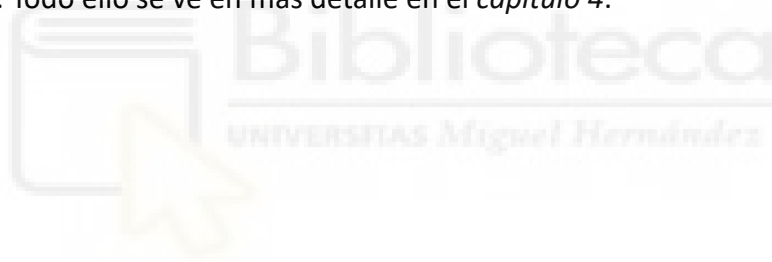 . Todo ello se ve en más detalle en el capítulo 4.
Biblioteca
UNIVERSITAS Miguel Hernández